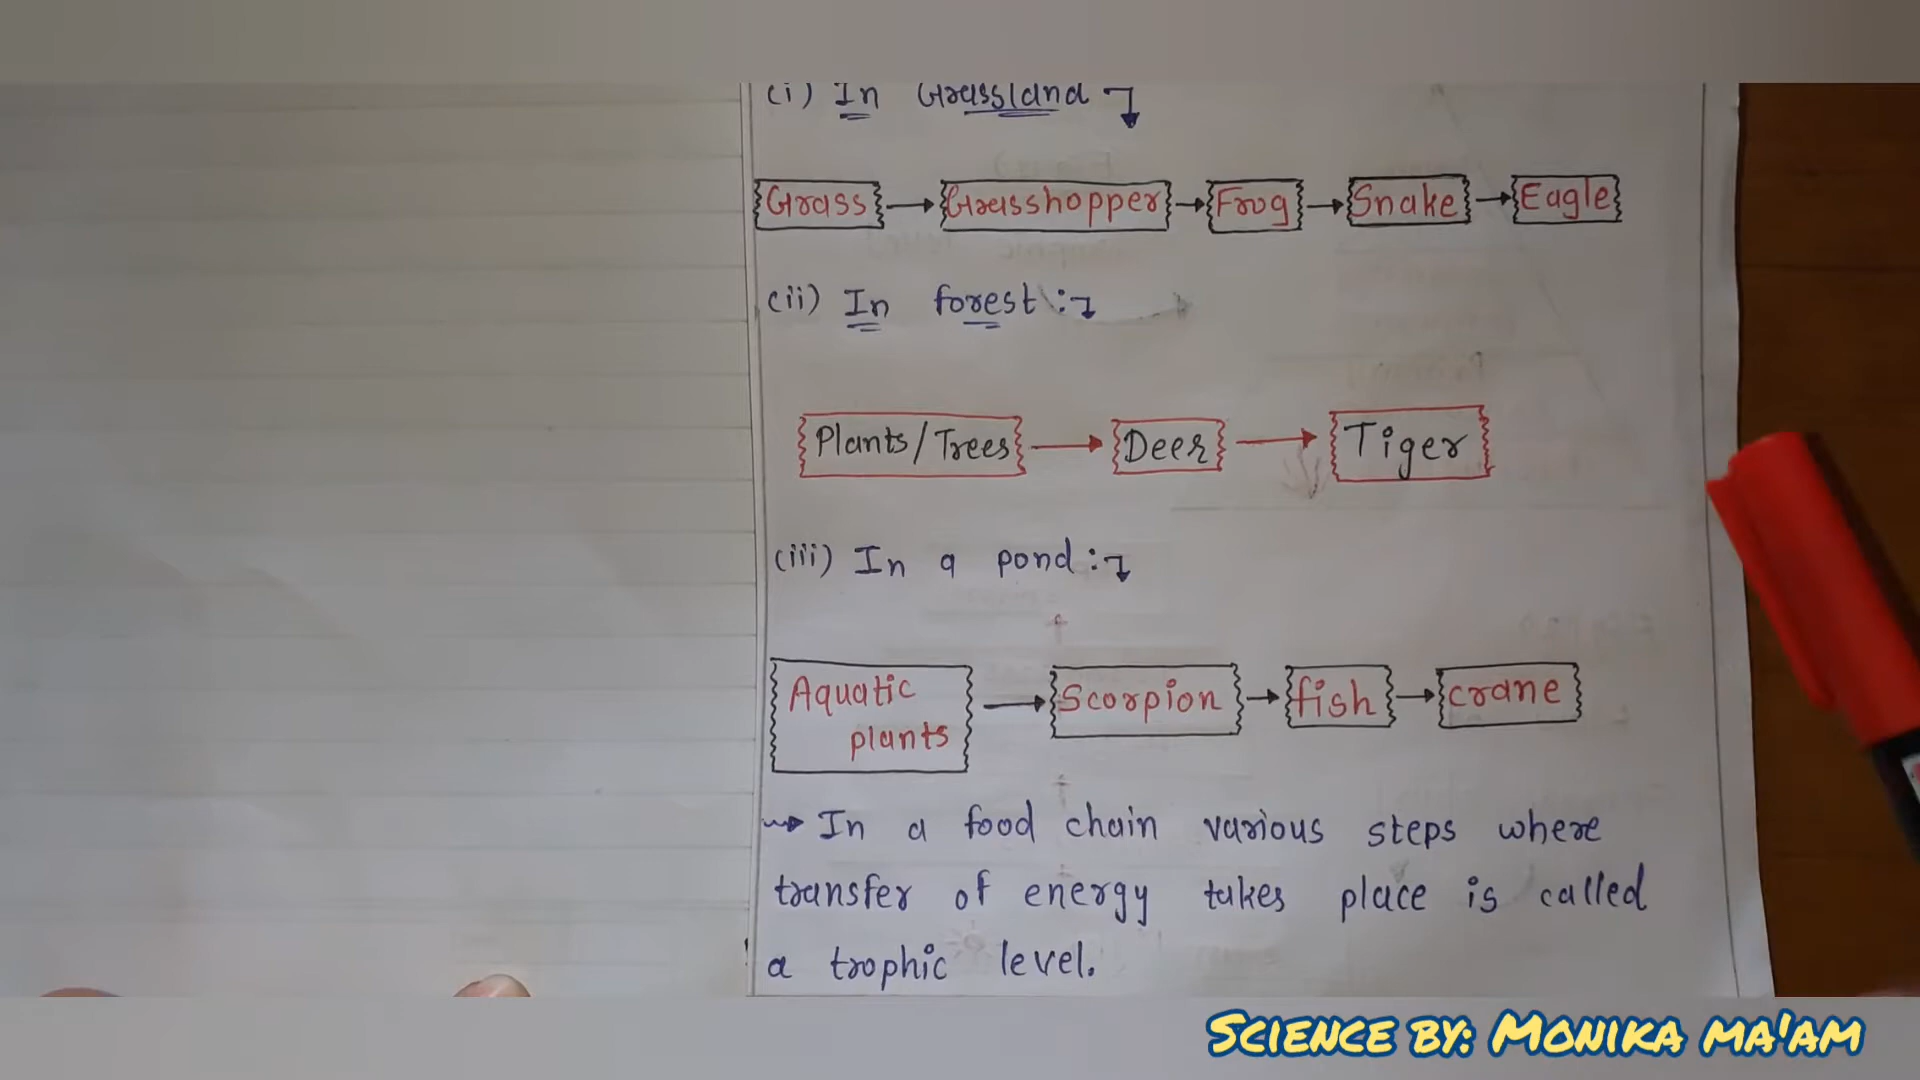 (i) In Grassland
Grass → Grasshopper → Frog → Snake → Eagle
(ii) In forest :
Plants/Trees → Deer → Tiger
(iii) In a pond :
Aquatic plants → Scorpion → fish → crane
In a food chain various steps where
transfer of energy takes place is called
a trophic level.
Science by: Monika ma'am